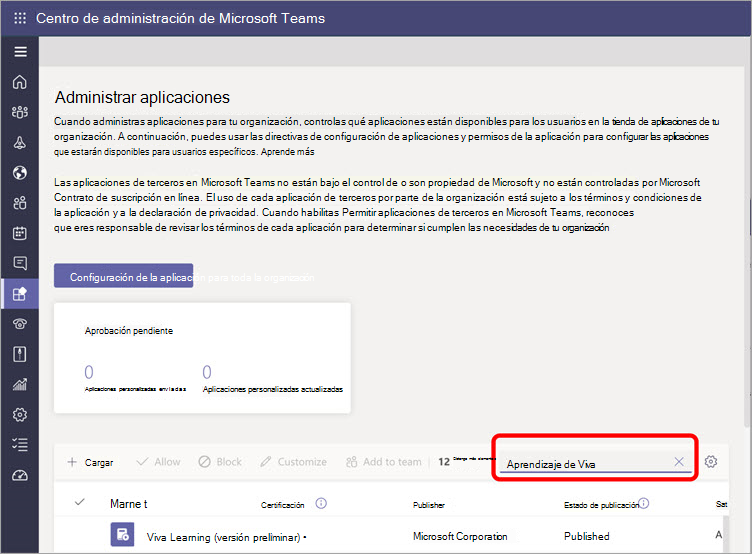 Centro de administración de Microsoft Teams
Administrar aplicaciones
Cuando administras aplicaciones para tu organización, controlas qué aplicaciones están disponibles para los usuarios en la tienda de aplicaciones de tu
organización. A continuación, puedes usar las directivas de configuración de aplicaciones y permisos de la aplicación para configurar las aplicaciones
que estarán disponibles para usuarios específicos. Aprende más
Las aplicaciones de terceros en Microsoft Teams no están bajo el control de o son propiedad de Microsoft y no están controladas por Microsoft
Contrato de suscripción en línea. El uso de cada aplicación de terceros por parte de la organización está sujeto a los términos y condiciones de
la aplicación y a la declaración de privacidad. Cuando habilitas Permitir aplicaciones de terceros en Microsoft Teams, reconoces
que eres responsable de revisar los términos de cada aplicación para determinar si cumplen las necesidades de tu organización
Configuración de la aplicación para toda la organización
Aprobación pendiente
0 0
Aplicaciones personalizadas enviadas Aplicaciones personalizadas actualizadas
Cargar Allow Block Customize Add to team 12 Aprendizaje de Viva
Marne t Certificación Publisher Estado de publicación Sat
Viva Learning (versión preliminar) • Microsoft Corporation Published A